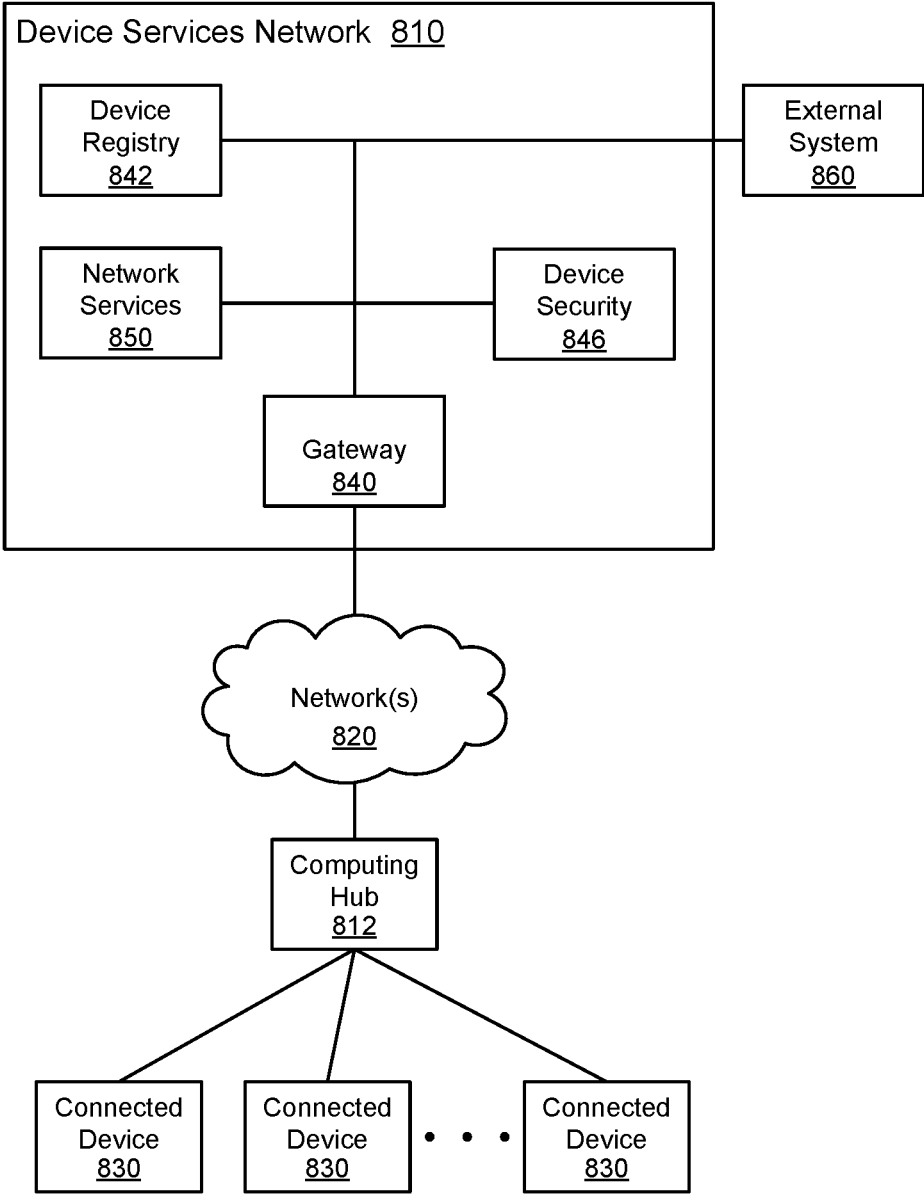 Device Services Network 810
Device
Registry
842
External
System
860
Network
Services
850
Device
Security
846
Gateway
840
Network(s)
820
Computing
Hub
812
Connected
Device
830
Connected
Device
830
Connected
Device
830